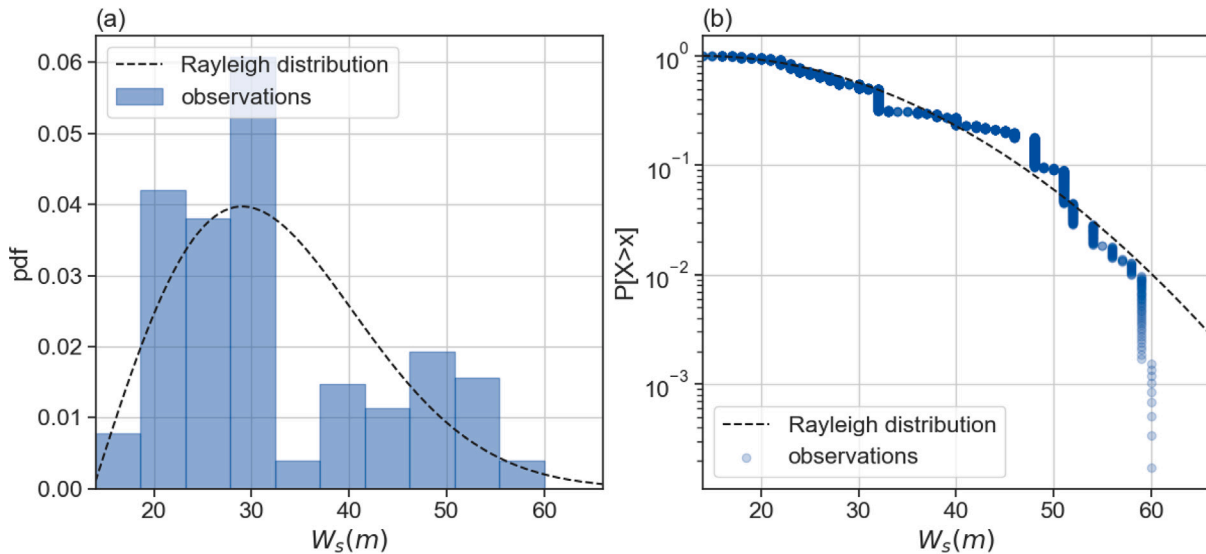 (a)
Rayleigh distribution
observations
pdf
0.06
0.05
0.04
0.03
0.02
0.01
0.00
20 30 40 50 60
W_s(m)
(b)
P[X>x]
10^0
10^-1
10^-2
10^-3
Rayleigh distribution
observations
20 30 40 50 60
W_s(m)